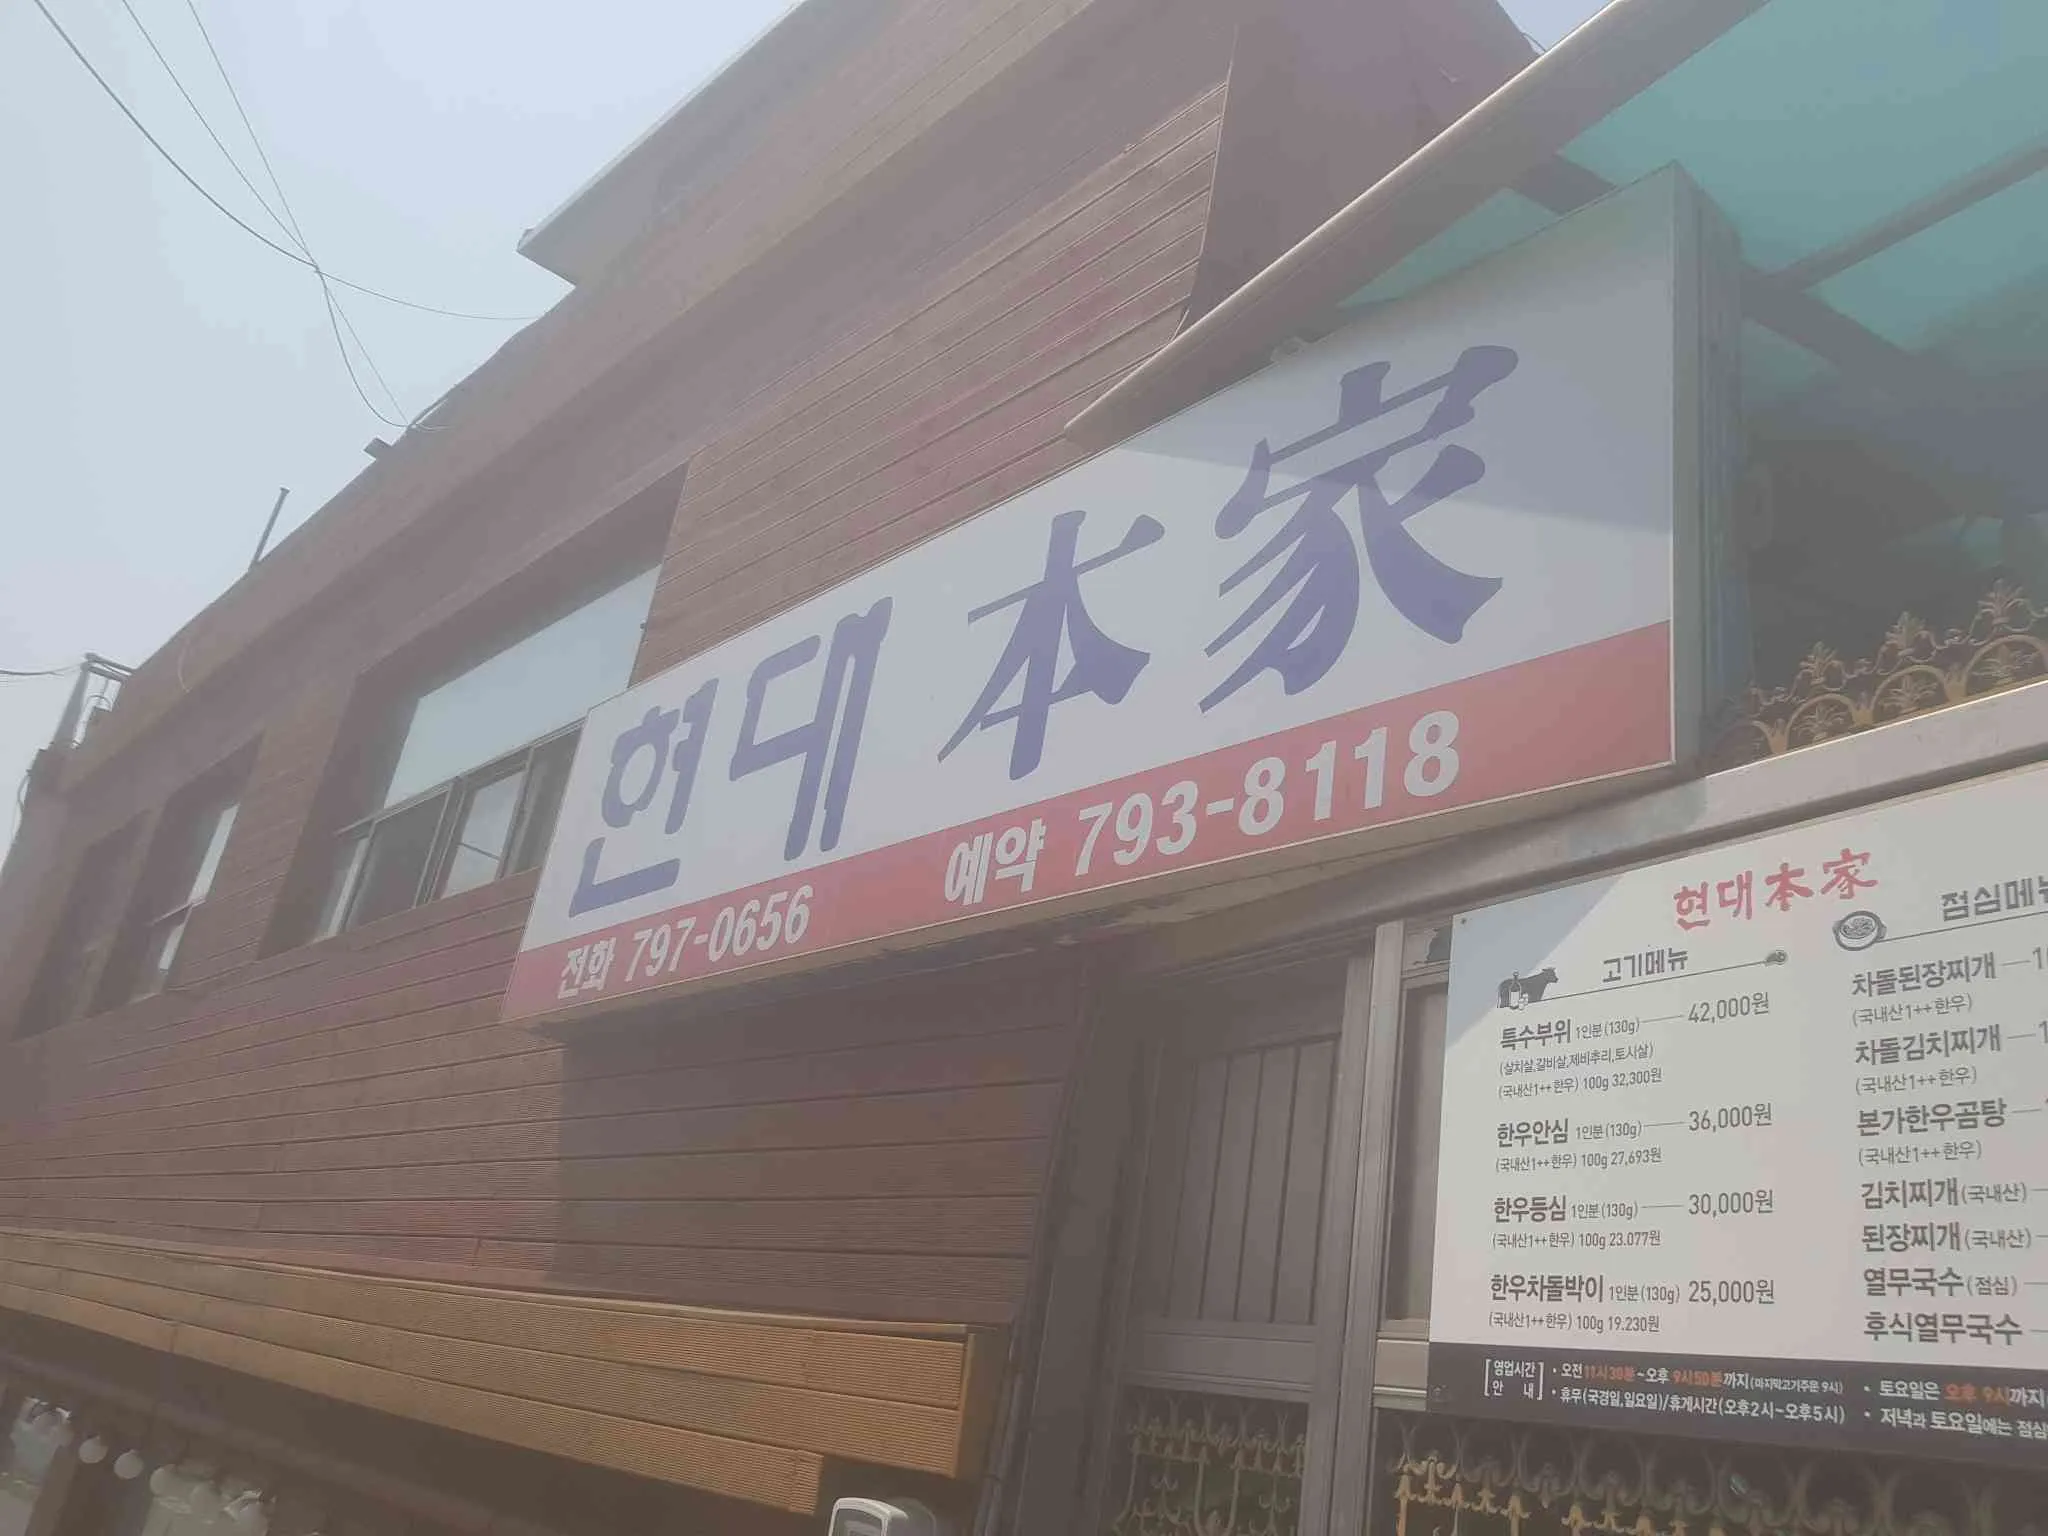 현대本家
전화 797-0656 예약 793-8118
현대本家
고기메뉴
특수부위 1인분(130g) 42,000원
(살치살,갈비살,제비추리,토시살)
(국내산1++한우) 100g 32,300원
한우안심 1인분(130g) 36,000원
(국내산1++한우) 100g 27,693원
한우등심 1인분(130g) 30,000원
(국내산1++한우) 100g 23.077원
한우차돌박이 1인분(130g) 25,000원
(국내산1++한우) 100g 19.230원
점심메뉴
차돌된장찌개
(국내산1++한우)
차돌김치찌개
(국내산1++한우)
본가한우곰탕
(국내산1++한우)
김치찌개(국내산)
된장찌개(국내산)
열무국수(점심)
후식열무국수
[영업시간 안내] • 오전11시30분~오후 9시50분까지(마지막고기주문 9시) • 토요일은 오후 9시까지
• 휴무(국경일,일요일)/휴게시간(오후2시~오후5시) • 저녁과 토요일에는 점심